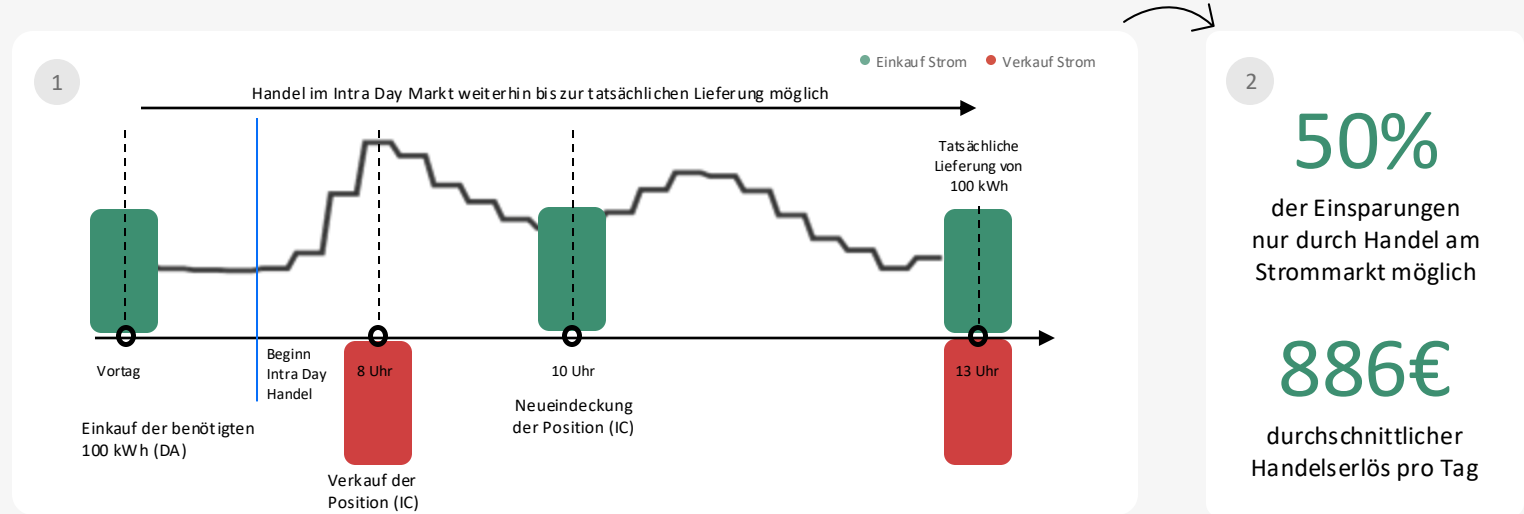 1
Einkauf Strom
Verkauf Strom
Handel im Intra Day Markt weiterhin bis zur tatsächlichen Lieferung möglich
Tatsächliche
Lieferung von
100 kWh
Vortag
Beginn
Intra Day
Handel
8 Uhr
10 Uhr
13 Uhr
Einkauf der benötigten
100 kWh (DA)
Neueindeckung
der Position (IC)
Verkauf der
Position (IC)
2
50%
der Einsparungen
nur durch Handel am
Strommarkt möglich
886€
durchschnittlicher
Handelserlös pro Tag